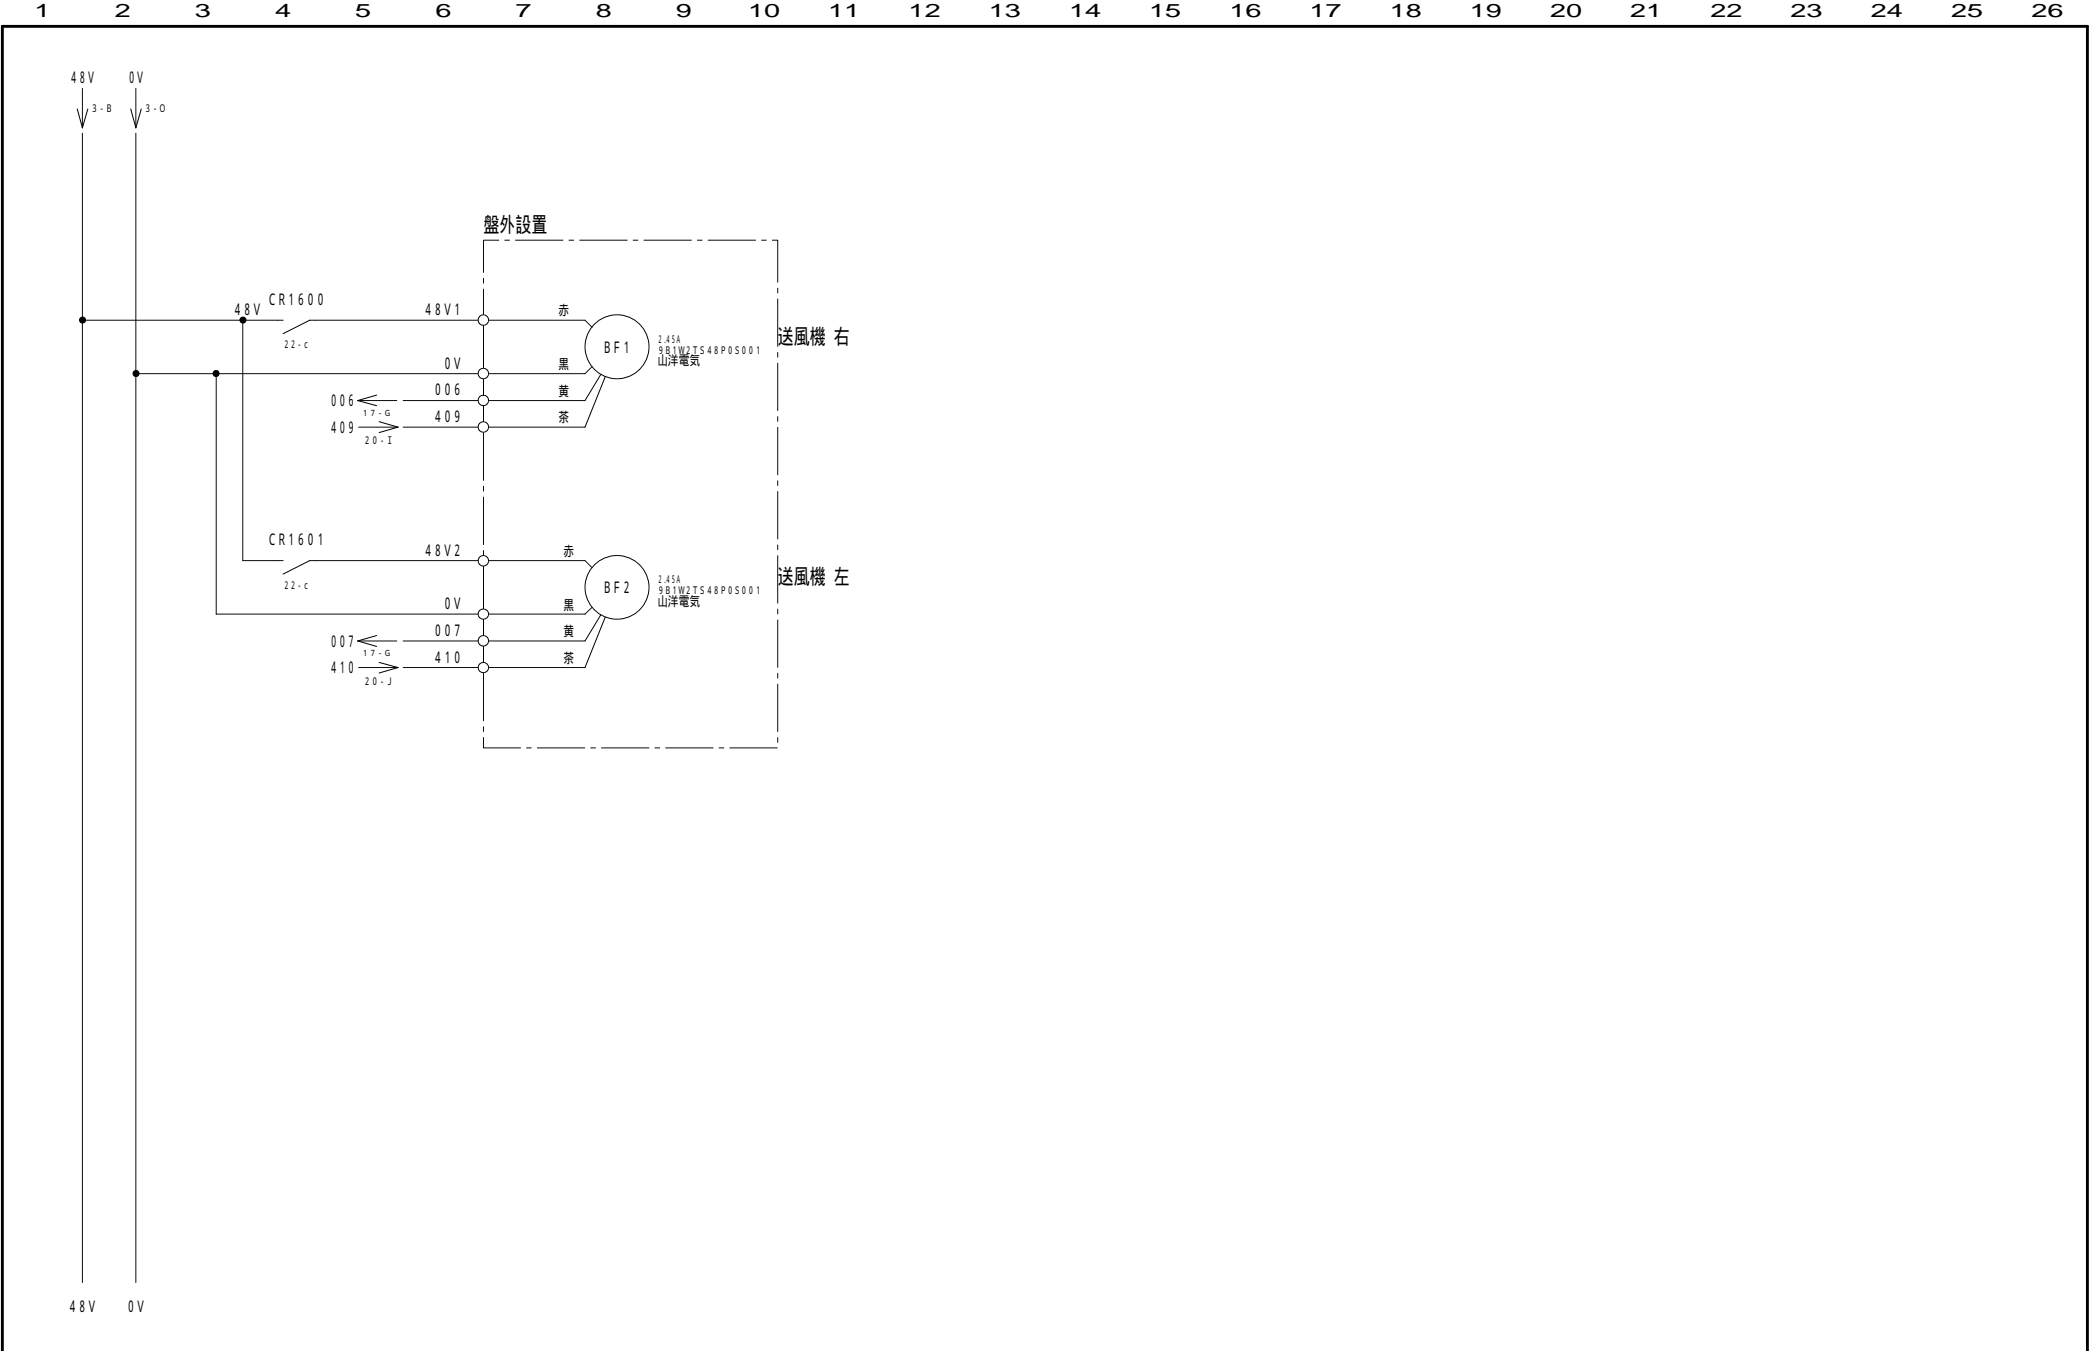 1 2 3 4 5 6 7 8 9 10 11 12 13 14 15 16 17 18 19 20 21 22 23 24 25 26
48V 0V
3-B 3-O
盤外設置
CR1600
48V 48V1 赤
22-c
BF1
2.45A
9B1W2TS48P0S001
山洋電気
送風機 右
0V 黒
006 006 黄
17-G
409 409 茶
20-I
CR1601
48V2 赤
22-c
BF2
2.45A
9B1W2TS48P0S001
山洋電気
送風機 左
0V 黒
007 007 黄
17-G
410 410 茶
20-J
48V 0V